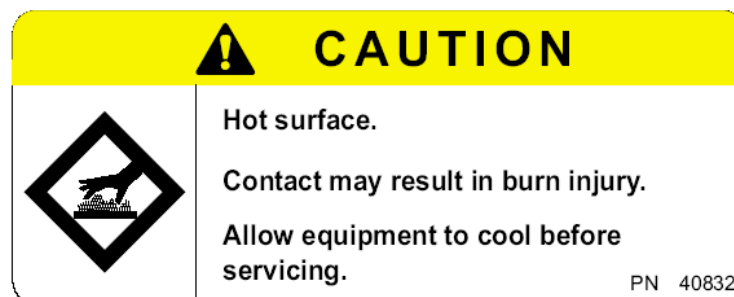 CAUTION
Hot surface.
Contact may result in burn injury.
Allow equipment to cool before
servicing.
PN 40832